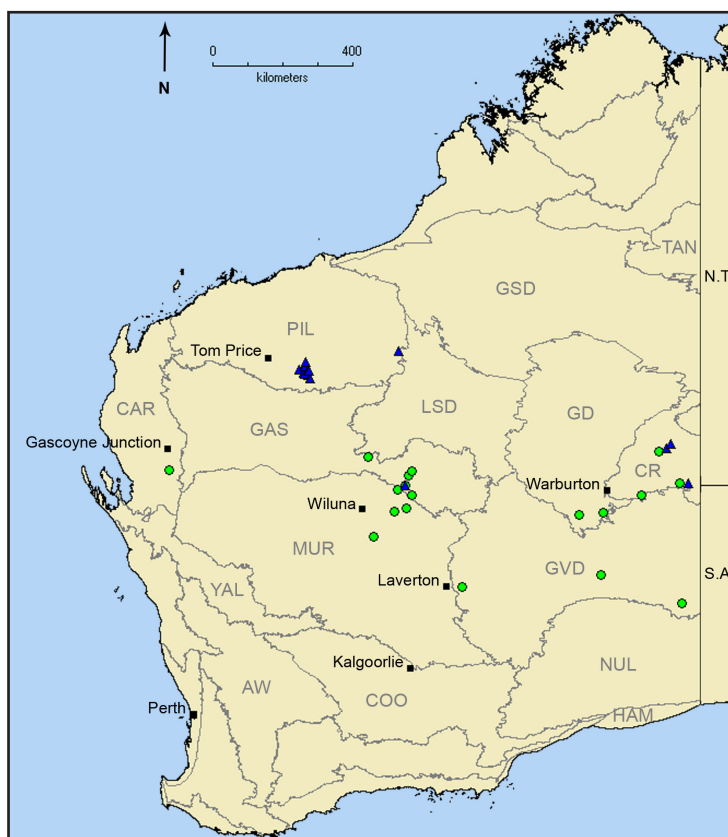 0 400
kilometers
N
TAN
N.T
GSD
PIL
Tom Price
CAR
LSD
GD
GAS
Gascoyne Junction
CR
Warburton
Wiluna
MUR
GVD
S.A
Laverton
YAL
Kalgoorlie
NUL
AW
COO
Perth
HAM